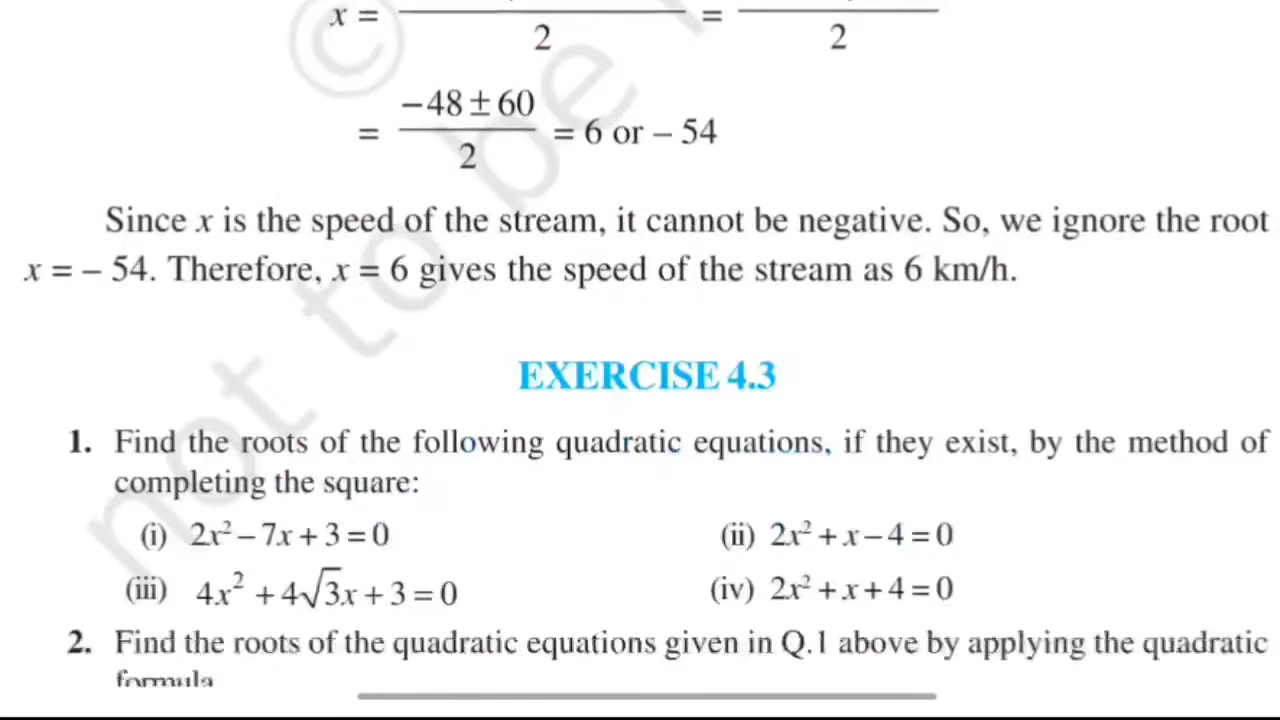 x = 2 = 2
= −48 ± 60 / 2 = 6 or – 54
Since x is the speed of the stream, it cannot be negative. So, we ignore the root
x = – 54. Therefore, x = 6 gives the speed of the stream as 6 km/h.
EXERCISE 4.3
1. Find the roots of the following quadratic equations, if they exist, by the method of
completing the square:
(i) 2x² – 7x + 3 = 0 (ii) 2x² + x – 4 = 0
(iii) 4x² + 4√3x + 3 = 0 (iv) 2x² + x + 4 = 0
2. Find the roots of the quadratic equations given in Q.1 above by applying the quadratic
formula
© not to be